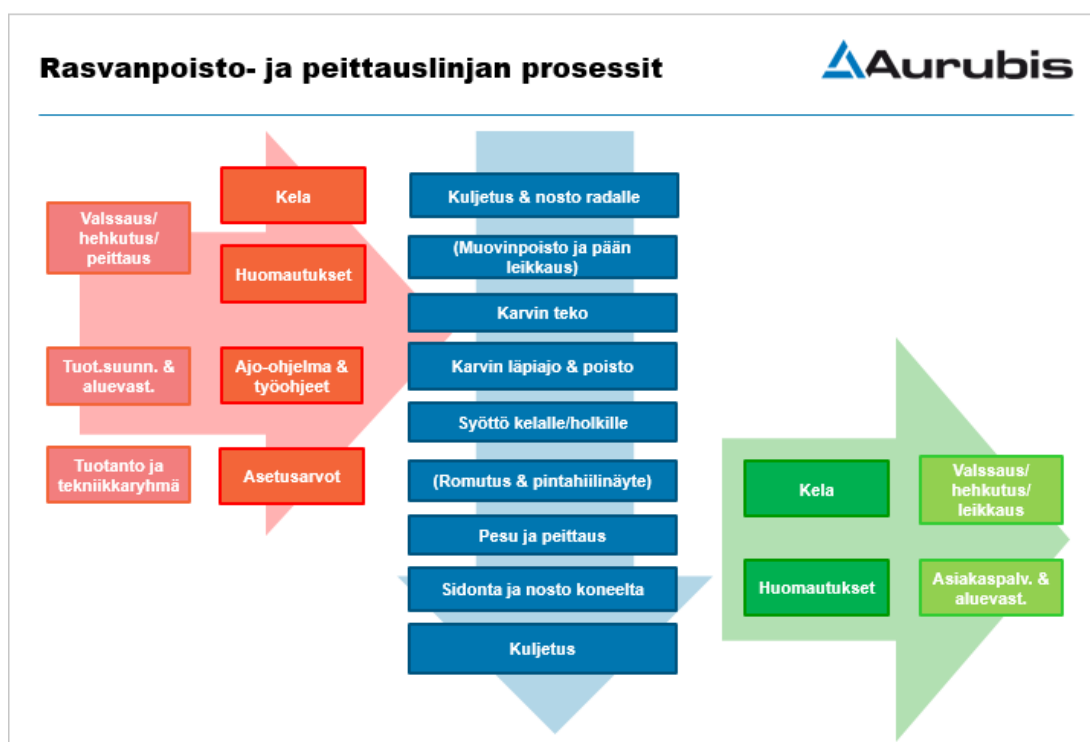 Rasvanpoisto- ja peittauslinjan prosessit
Aurubis
Valssaus/
hehkutus/
peittaus
Tuot.suunn. &
aluevast.
Tuotanto ja
tekniikkaryhmä
Kela
Huomautukset
Ajo-ohjelma &
työohjeet
Asetusarvot
Kuljetus & nosto radalle
(Muovinpoisto ja pään
leikkaus)
Karvin teko
Karvin läpiajo & poisto
Syöttö kelalle/holkille
(Romutus & pintahiilinäyte)
Pesu ja peittaus
Sidonta ja nosto koneelta
Kuljetus
Kela
Huomautukset
Valssaus/
hehkutus/
leikkaus
Asiakaspalv. &
aluevast.